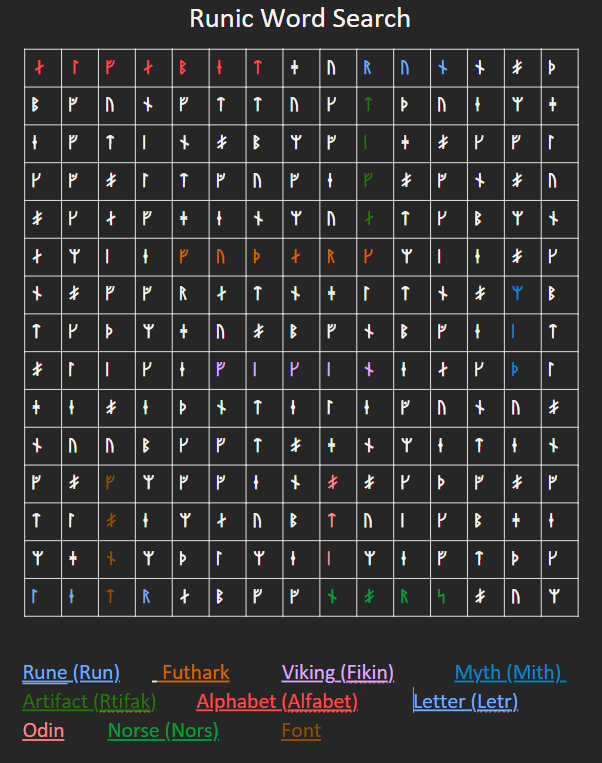 Runic Word Search
ᛅ ᛚ ᚠ ᛅ ᛒ ᛂ ᛏ ᚽ ᚢ ᚱ ᚢ ᚾ ᚾ ᚬ ᚦ
ᛒ ᚠ ᚢ ᚾ ᚠ ᛏ ᛏ ᚢ ᚴ ᛏ ᚦ ᚢ ᛂ ᛘ ᚽ
ᛂ ᚠ ᛏ ᛁ ᚾ ᚬ ᛒ ᛘ ᚠ ᛁ ᚽ ᚬ ᚴ ᚠ ᛚ
ᚴ ᚠ ᚬ ᛚ ᛏ ᚠ ᚢ ᚠ ᛂ ᚠ ᚬ ᚠ ᚾ ᚬ ᚢ
ᚬ ᚴ ᛅ ᚠ ᚽ ᛂ ᚾ ᛘ ᚢ ᛅ ᛏ ᚴ ᛒ ᛘ ᚾ
ᛅ ᛘ ᛁ ᛂ ᚠ ᚢ ᚦ ᛅ ᚱ ᚴ ᛘ ᛁ ᛂ ᚬ ᚴ
ᚾ ᚬ ᚠ ᚠ ᚱ ᛅ ᛏ ᚾ ᚽ ᛚ ᛏ ᚾ ᚬ ᛘ ᛒ
ᛏ ᚴ ᚦ ᛘ ᚽ ᚢ ᚬ ᛒ ᚠ ᚾ ᛒ ᚠ ᛂ ᛁ ᛏ
ᚬ ᛚ ᛁ ᚴ ᛂ ᚠ ᛁ ᚴ ᛁ ᚾ ᛂ ᛅ ᚴ ᚦ ᛚ
ᚽ ᛂ ᚬ ᛂ ᚦ ᚾ ᛏ ᛂ ᛚ ᛂ ᚠ ᚢ ᚾ ᚢ ᚬ
ᚾ ᚢ ᚢ ᛒ ᚴ ᚠ ᛏ ᚬ ᚽ ᚾ ᛘ ᛂ ᛏ ᛂ ᚾ
ᚠ ᚬ ᚠ ᛘ ᚠ ᚠ ᛂ ᚾ ᚬ ᚬ ᚴ ᚦ ᚠ ᚬ ᚠ
ᛏ ᛚ ᚬ ᛂ ᛘ ᛅ ᚢ ᛒ ᛏ ᚢ ᛁ ᚴ ᛒ ᚽ ᛂ
ᛘ ᚽ ᚾ ᛘ ᚦ ᛚ ᛘ ᛂ ᛁ ᛘ ᛂ ᚠ ᛏ ᚦ ᚴ
ᛚ ᛂ ᛏ ᚱ ᛅ ᛒ ᚠ ᚠ ᚾ ᚬ ᚱ ᛋ ᚬ ᚢ ᛘ
Rune (Run) Futhark Viking (Fikin) Myth (Mith)
Artifact (Rtifak) Alphabet (Alfabet) Letter (Letr)
Odin Norse (Nors) Font